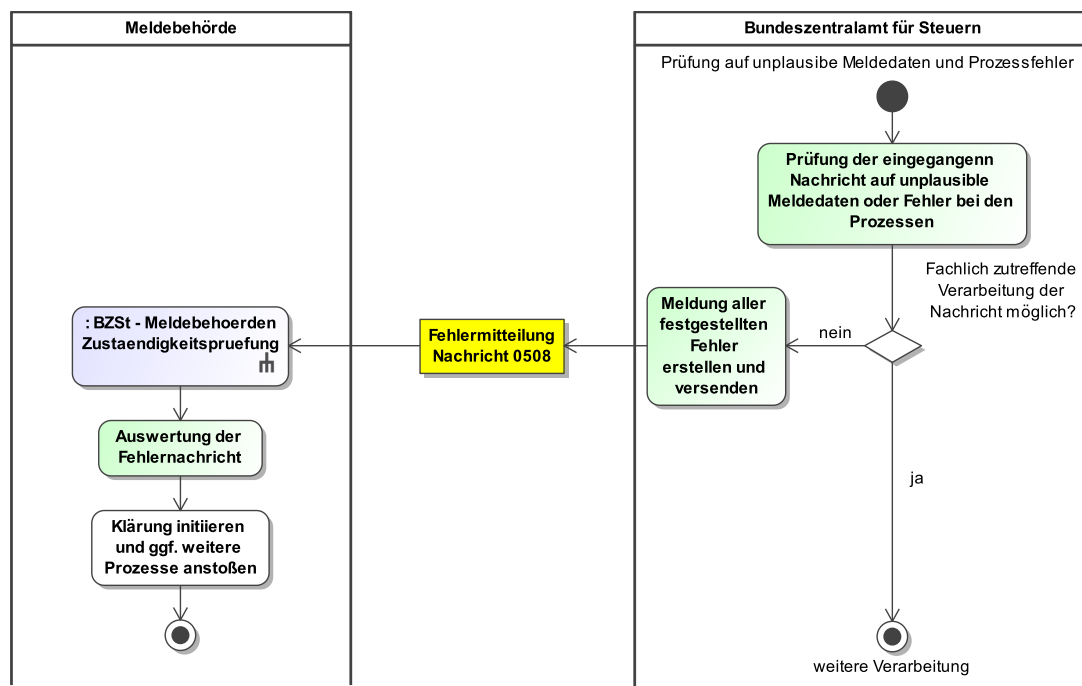 Meldebehörde
Bundeszentralamt für Steuern
Prüfung auf unplausibe Meldedaten und Prozessfehler
Prüfung der eingegangenn
Nachricht auf unplausible
Meldedaten oder Fehler bei den
Prozessen
Fachlich zutreffende
Verarbeitung der
Nachricht möglich?
nein
Meldung aller
festgestellten
Fehler
erstellen und
versenden
Fehlermitteilung
Nachricht 0508
: BZSt - Meldebehoerden
Zustaendigkeitspruefung
Auswertung der
Fehlernachricht
Klärung initiieren
und ggf. weitere
Prozesse anstoßen
ja
weitere Verarbeitung